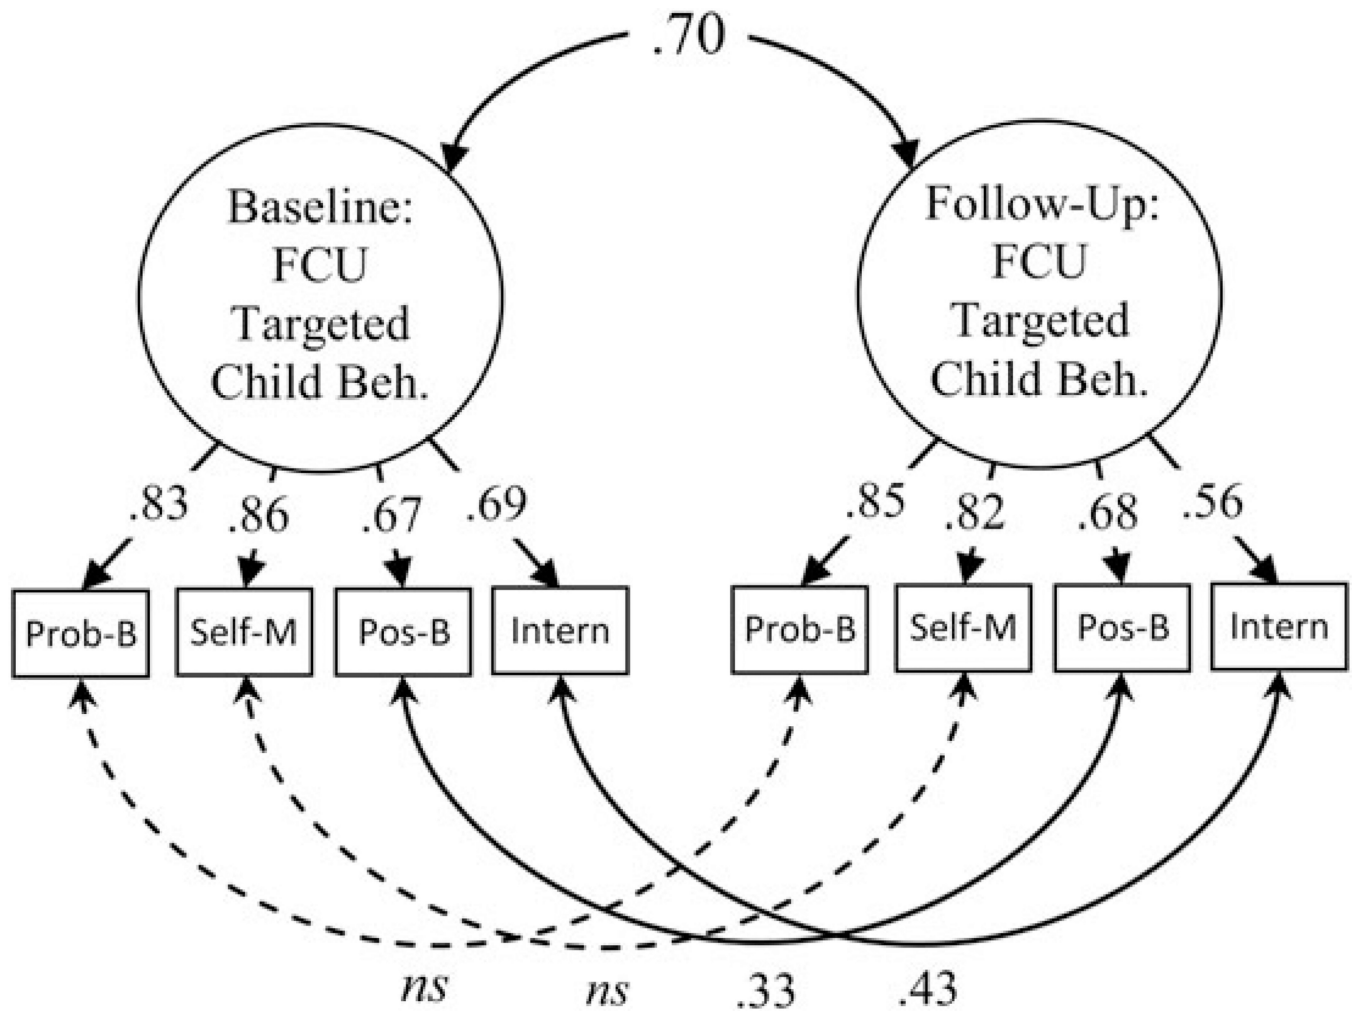 .70
Baseline:
FCU
Targeted
Child Beh.
Follow-Up:
FCU
Targeted
Child Beh.
.83 .86 .67 .69
.85 .82 .68 .56
Prob-B Self-M Pos-B Intern
Prob-B Self-M Pos-B Intern
ns ns .33 .43